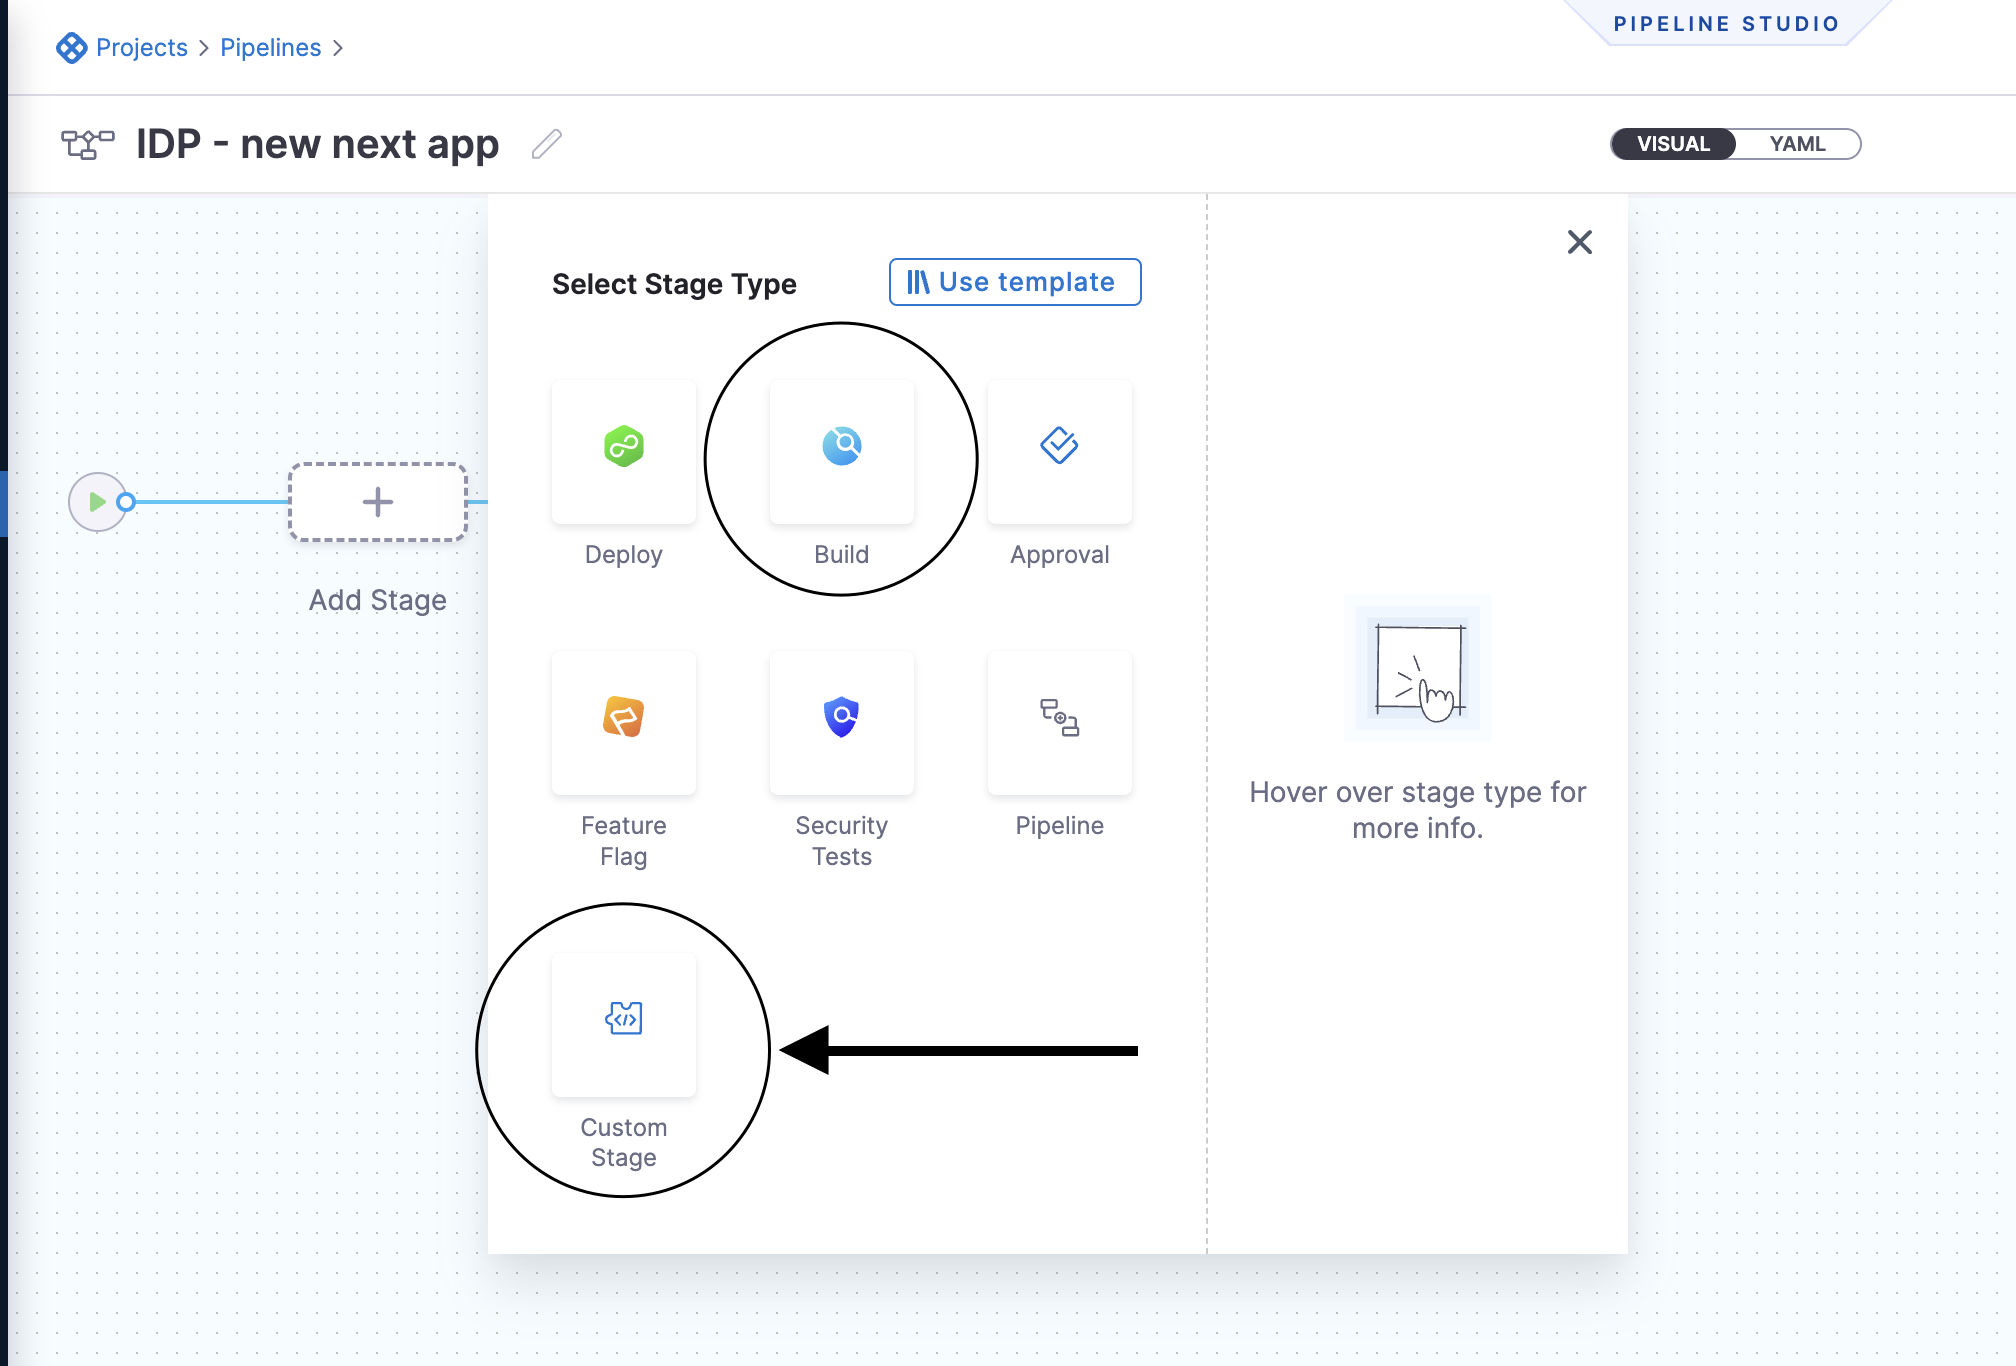 PIPELINE STUDIO
Projects > Pipelines >
IDP - new next app
VISUAL YAML
Select Stage Type
Use template
Deploy
Build
Approval
Add Stage
Feature
Flag
Security
Tests
Pipeline
Hover over stage type for
more info.
Custom
Stage